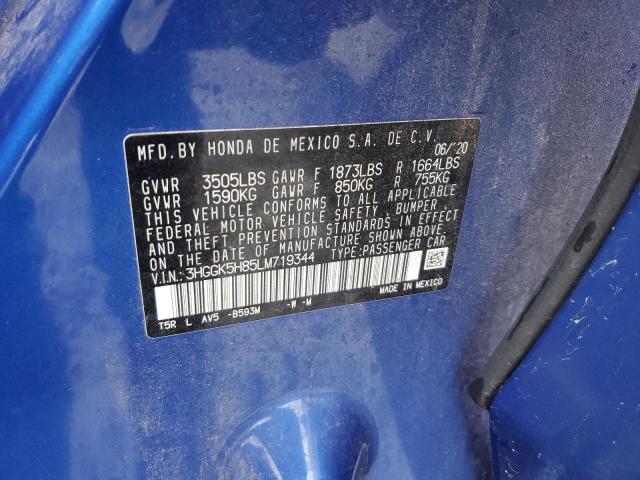 MFD. BY HONDA DE MEXICO S.A. DE C.V.
06/'20
GVWR 3505LBS GAWR F 1873LBS R 1664LBS
GVWR 1590KG GAWR F 850KG R 755KG
THIS VEHICLE CONFORMS TO ALL APPLICABLE
FEDERAL MOTOR VEHICLE SAFETY, BUMPER,
AND THEFT PREVENTION STANDARDS IN EFFECT
ON THE DATE OF MANUFACTURE SHOWN ABOVE.
V.I.N.: 3HGGK5H85LM719344 TYPE:PASSENGER CAR
MADE IN MEXICO
T5R L AV5 -B593M -W -M